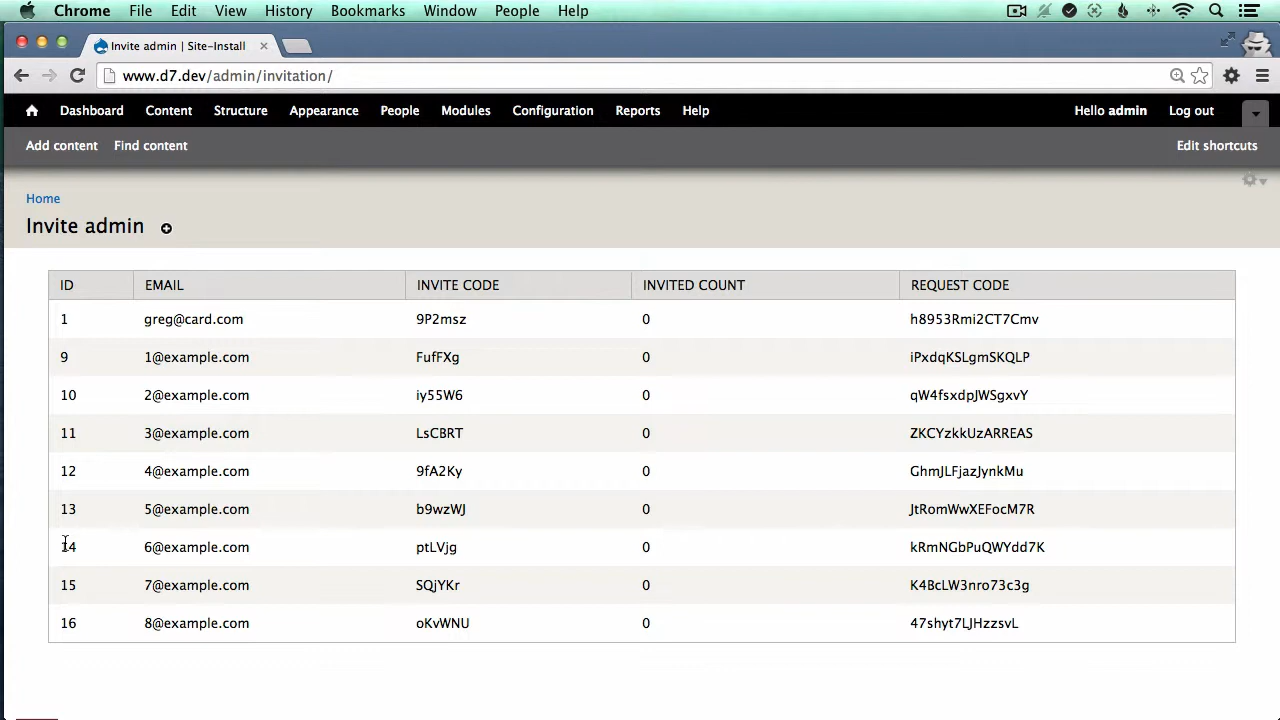 Chrome File Edit View History Bookmarks Window People Help
Invite admin | Site-Install
www.d7.dev/admin/invitation/
Dashboard Content Structure Appearance People Modules Configuration Reports Help Hello admin Log out
Add content Find content Edit shortcuts
Home
Invite admin
ID EMAIL INVITE CODE INVITED COUNT REQUEST CODE
1 greg@card.com 9P2msz 0 h8953Rmi2CT7Cmv
9 1@example.com FufFXg 0 iPxdqKSLgmSKQLP
10 2@example.com iy55W6 0 qW4fsxdpJWSgxvY
11 3@example.com LsCBRT 0 ZKCYzkkUzARREAS
12 4@example.com 9fA2Ky 0 GhmJLFjazJynkMu
13 5@example.com b9wzWJ 0 JtRomWwXEFocM7R
14 6@example.com ptLVjg 0 kRmNGbPuQWYdd7K
15 7@example.com SQjYKr 0 K4BcLW3nro73c3g
16 8@example.com oKvWNU 0 47shyt7LJHzzsvL